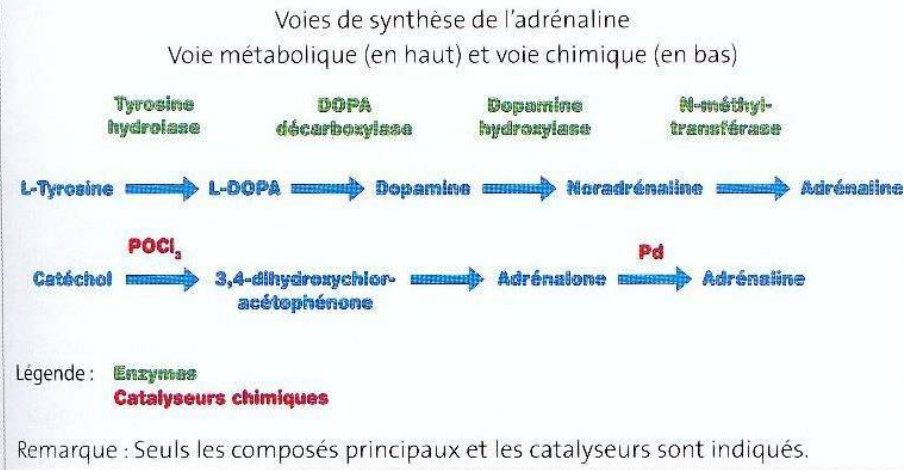 Voies de synthèse de l'adrénaline
Voie métabolique (en haut) et voie chimique (en bas)
Tyrosine hydrolase
DOPA décarboxylase
Dopamine hydroxylase
N-méthyl-transférase
L-Tyrosine L-DOPA Dopamine Noradrénaline Adrénaline
POCl₃ Pd
Catéchol 3,4-dihydroxychlor-acétophénone Adrénalone Adrénaline
Légende : Enzymes
Catalyseurs chimiques
Remarque : Seuls les composés principaux et les catalyseurs sont indiqués.